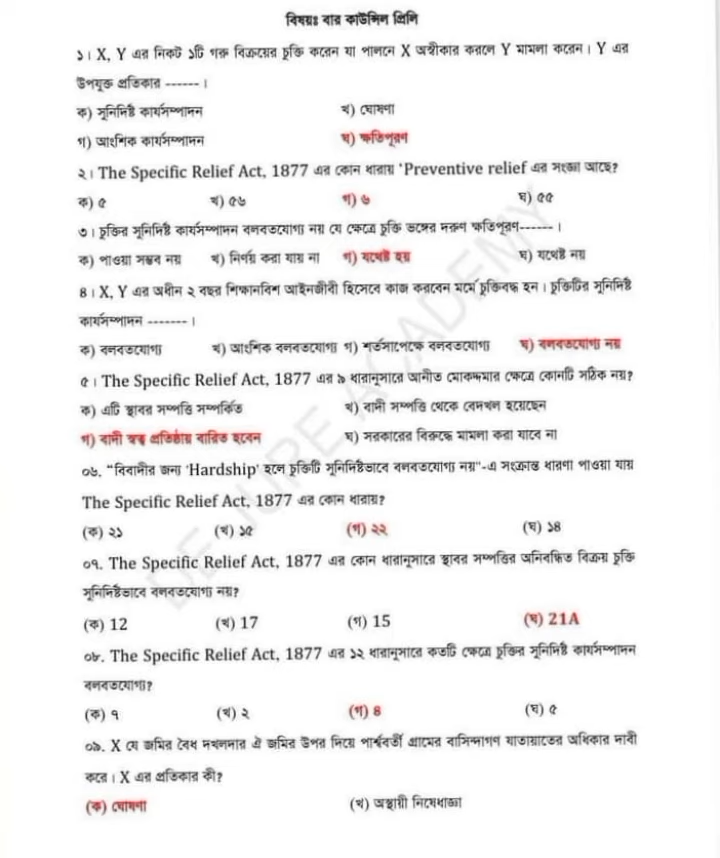 বিষয়ঃ বার কাউন্সিল প্রিলি
১। X, Y এর নিকট ১টি গরু বিক্রয়ের চুক্তি করেন যা পালনে X অস্বীকার করলে Y মামলা করেন। Y এর
উপযুক্ত প্রতিকার ------।
ক) সুনির্দিষ্ট কার্যসম্পাদন খ) ঘোষণা
গ) আংশিক কার্যসম্পাদন ঘ) ক্ষতিপূরণ
২। The Specific Relief Act, 1877 এর কোন ধারায় 'Preventive relief এর সংজ্ঞা আছে?
ক) ৫ খ) ৫৬ গ) ৬ ঘ) ৫৫
৩। চুক্তির সুনির্দিষ্ট কার্যসম্পাদন বলবতযোগ্য নয় যে ক্ষেত্রে চুক্তি ভঙ্গের দরুণ ক্ষতিপূরণ------।
ক) পাওয়া সম্ভব নয় খ) নির্ণয় করা যায় না গ) যথেষ্ট হয় ঘ) যথেষ্ট নয়
৪। X, Y এর অধীন ২ বছর শিক্ষানবিশ আইনজীবী হিসেবে কাজ করবেন মর্মে চুক্তিবদ্ধ হন। চুক্তিটির সুনির্দিষ্ট
কার্যসম্পাদন -------।
ক) বলবতযোগ্য খ) আংশিক বলবতযোগ্য গ) শর্তসাপেক্ষে বলবতযোগ্য ঘ) বলবতযোগ্য নয়
৫। The Specific Relief Act, 1877 এর ৯ ধারানুসারে আনীত মোকদ্দমার ক্ষেত্রে কোনটি সঠিক নয়?
ক) এটি স্থাবর সম্পত্তি সম্পর্কিত খ) বাদী সম্পত্তি থেকে বেদখল হয়েছেন
গ) বাদী স্বত্ব প্রতিষ্ঠায় বারিত হবেন ঘ) সরকারের বিরুদ্ধে মামলা করা যাবে না
০৬. "বিবাদীর জন্য 'Hardship' হলে চুক্তিটি সুনির্দিষ্টভাবে বলবতযোগ্য নয়"-এ সংক্রান্ত ধারণা পাওয়া যায়
The Specific Relief Act, 1877 এর কোন ধারায়?
(ক) ২১ (খ) ১৫ (গ) ২২ (ঘ) ১৪
০৭. The Specific Relief Act, 1877 এর কোন ধারানুসারে স্থাবর সম্পত্তির অনিবন্ধিত বিক্রয় চুক্তি
সুনির্দিষ্টভাবে বলবতযোগ্য নয়?
(ক) 12 (খ) 17 (গ) 15 (ঘ) 21A
০৮. The Specific Relief Act, 1877 এর ১২ ধারানুসারে কতটি ক্ষেত্রে চুক্তির সুনির্দিষ্ট কার্যসম্পাদন
বলবতযোগ্য?
(ক) ৭ (খ) ২ (গ) ৪ (ঘ) ৫
০৯. X যে জমির বৈধ দখলদার ঐ জমির উপর দিয়ে পার্শ্ববর্তী গ্রামের বাসিন্দাগণ যাতায়াতের অধিকার দাবী
করে। X এর প্রতিকার কী?
(ক) ঘোষণা (খ) অস্থায়ী নিষেধাজ্ঞা
DE JURE ACADEMY